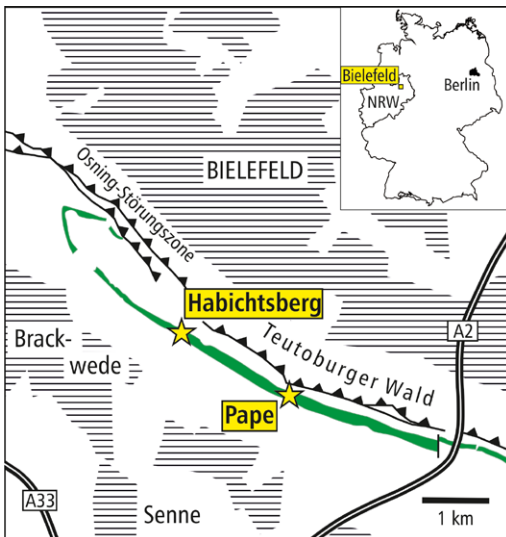 Bielefeld
Berlin
NRW
Osning-Störungszone
BIELEFELD
Habichtsberg
Teutoburger Wald
A2
Brack-
wede
Pape
A33
Senne
1 km